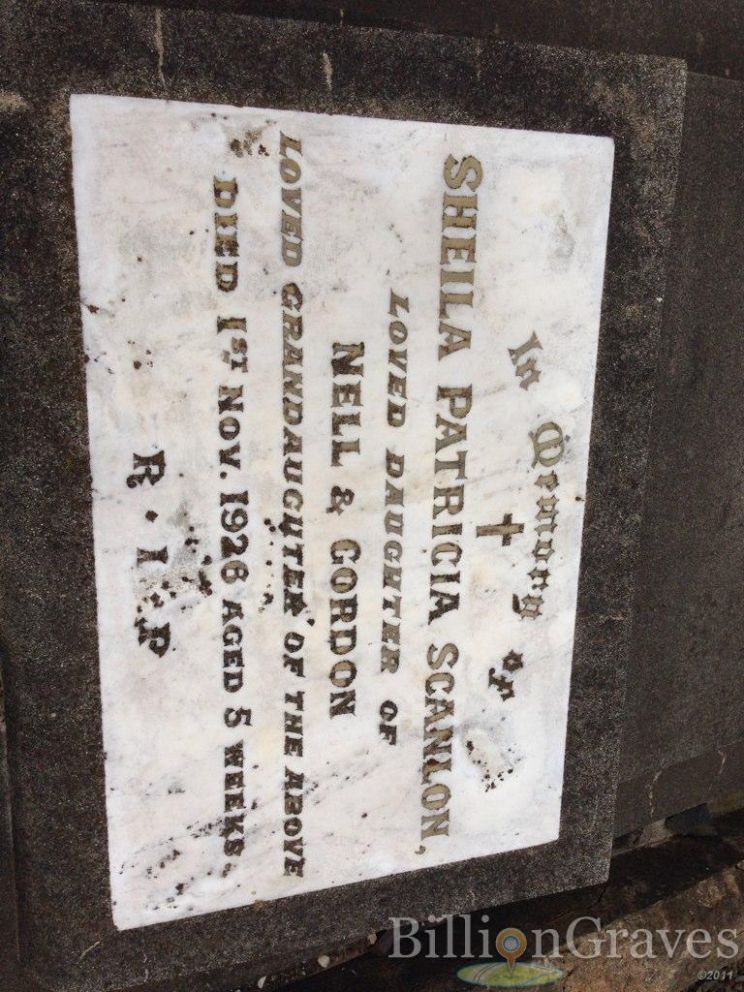 In Memory of
SHEILA PATRICIA SCANLON,
LOVED DAUGHTER OF
NELL & GORDON
LOVED GRANDAUGHTER OF THE ABOVE
DIED 1ST NOV. 1926 AGED 5 WEEKS.
R·I·P
BillionGraves
©2011